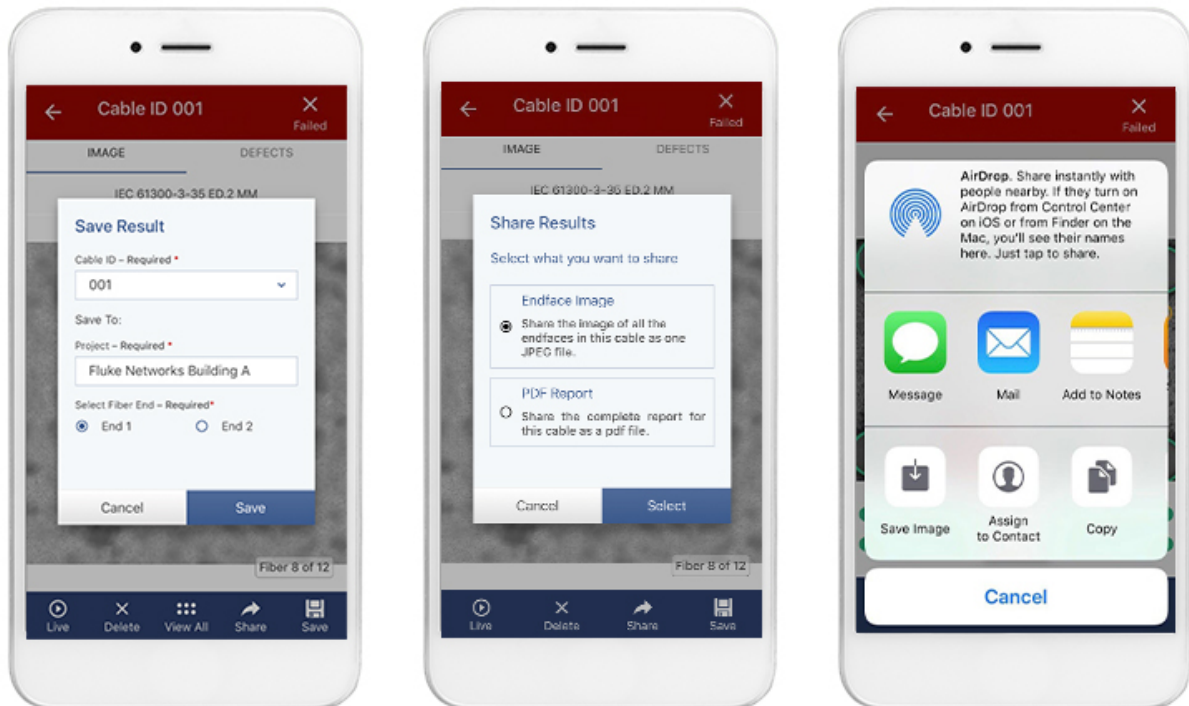 Cable ID 001
Failed
IMAGE DEFECTS
IEC 61300-3-35 ED.2 MM
Save Result
Cable ID – Required *
001
Save To:
Project – Required *
Fluke Networks Building A
Select Fiber End – Required*
End 1 End 2
Cancel Save
Fiber 8 of 12
Live Delete View All Share Save
Cable ID 001
Failed
IMAGE DEFECTS
IEC 61300-3-35 ED.2 MM
Share Results
Select what you want to share
Endface Image
Share the image of all the
endfaces in this cable as one
JPEG file.
PDF Report
Share the complete report for
this cable as a pdf file.
Cancel Select
Fiber 8 of 12
Live Delete Share Save
Cable ID 001
Failed
AirDrop. Share instantly with
people nearby. If they turn on
AirDrop from Control Center
on iOS or from Finder on the
Mac, you'll see their names
here. Just tap to share.
Message Mail Add to Notes
Save Image Assign
to Contact Copy
Cancel